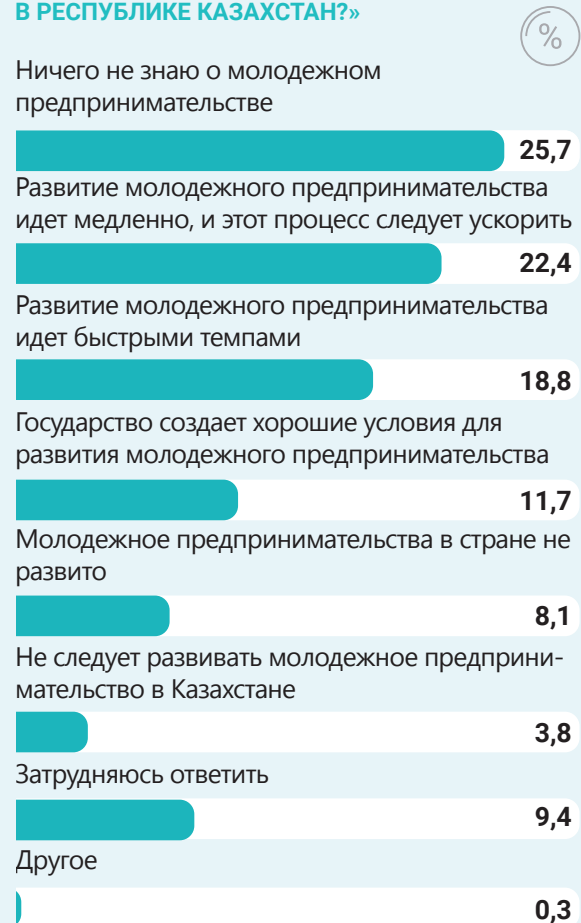 В РЕСПУБЛИКЕ КАЗАХСТАН?»
%
Ничего не знаю о молодежном
предпринимательстве
25,7
Развитие молодежного предпринимательства
идет медленно, и этот процесс следует ускорить
22,4
Развитие молодежного предпринимательства
идет быстрыми темпами
18,8
Государство создает хорошие условия для
развития молодежного предпринимательства
11,7
Молодежное предпринимательства в стране не
развито
8,1
Не следует развивать молодежное предприни-
мательство в Казахстане
3,8
Затрудняюсь ответить
9,4
Другое
0,3